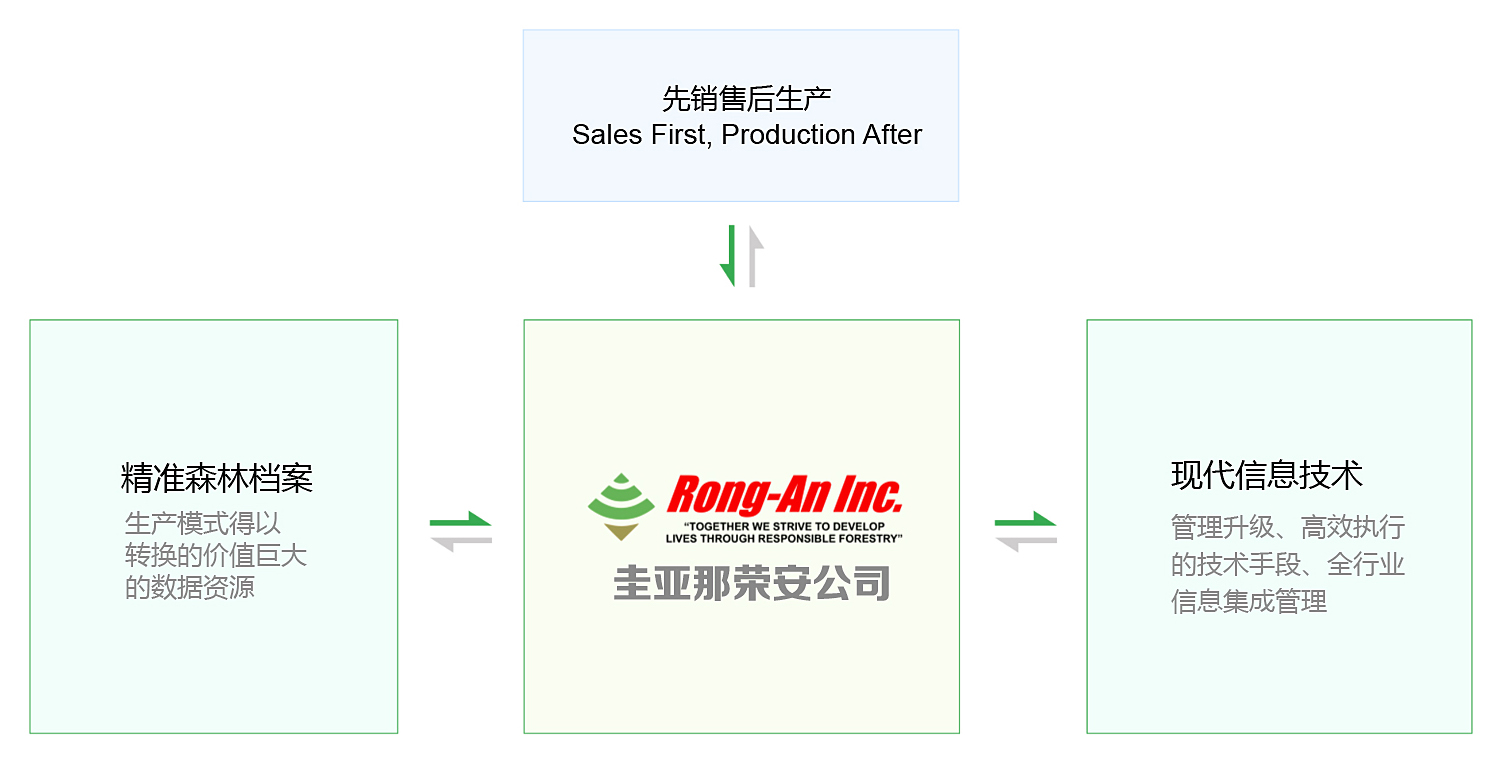 先销售后生产
Sales First, Production After
精准森林档案
生产模式得以
转换的价值巨大
的数据资源
Rong-An Inc.
“TOGETHER WE STRIVE TO DEVELOP
LIVES THROUGH RESPONSIBLE FORESTRY”
圭亚那荣安公司
现代信息技术
管理升级、高效执行
的技术手段、全行业
信息集成管理